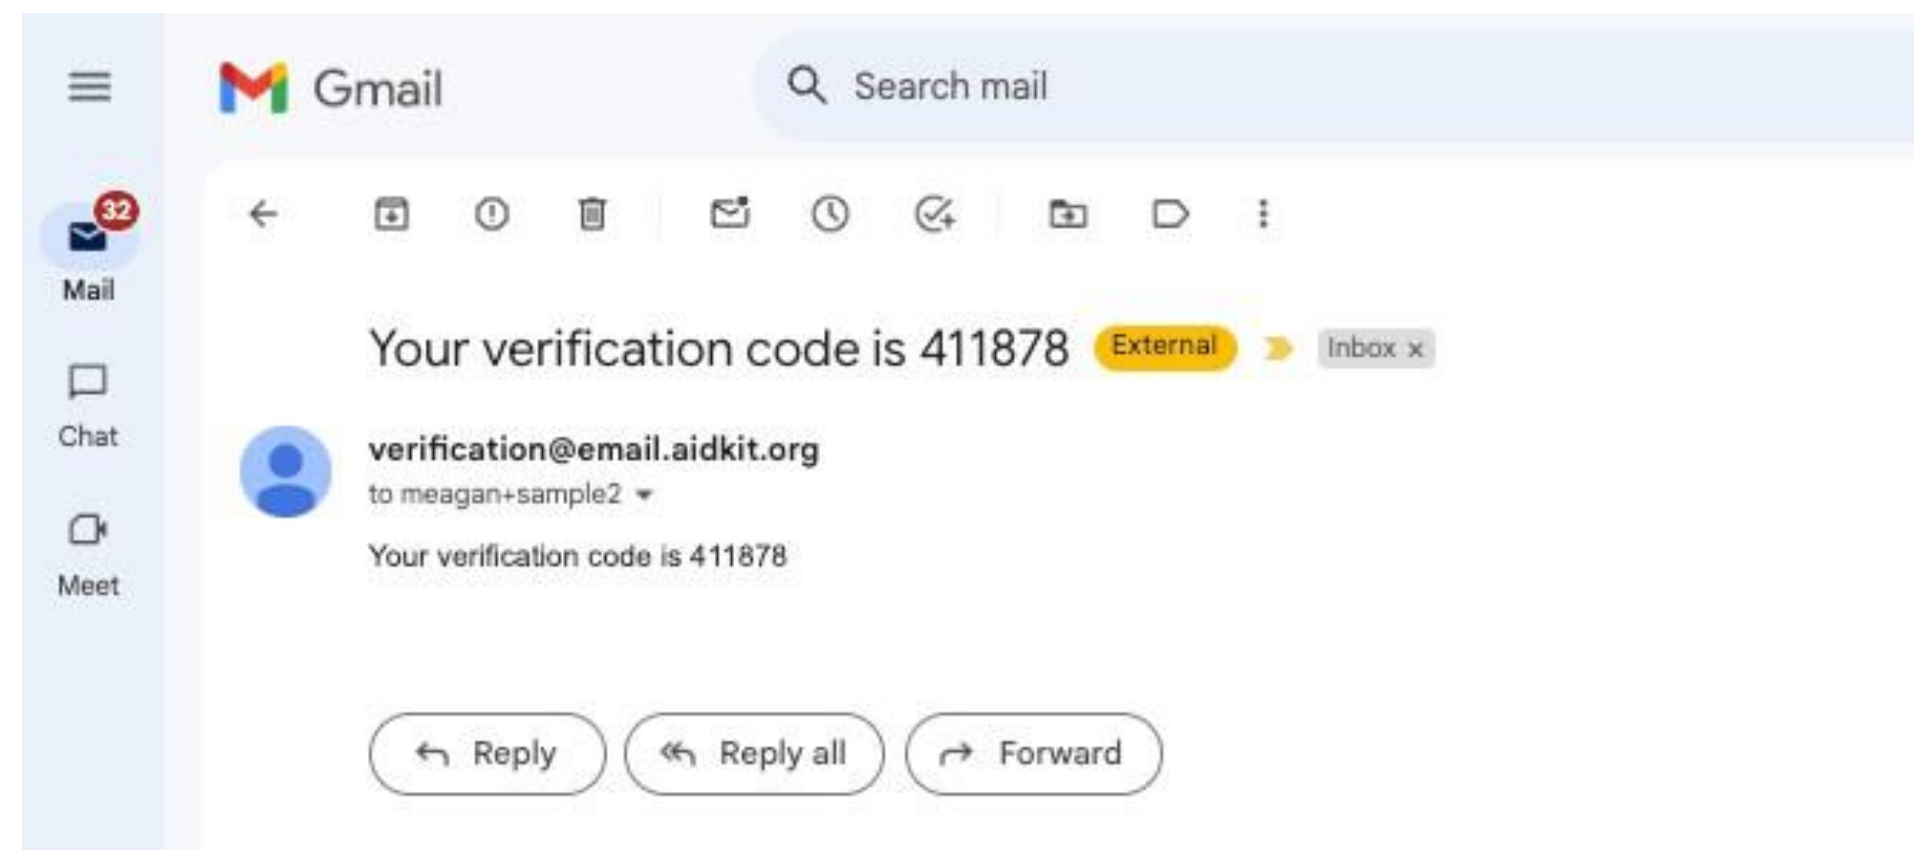 Gmail
Search mail
32
Mail
Chat
Meet
Your verification code is 411878 External Inbox x
verification@email.aidkit.org
to meagan+sample2
Your verification code is 411878
Reply Reply all Forward